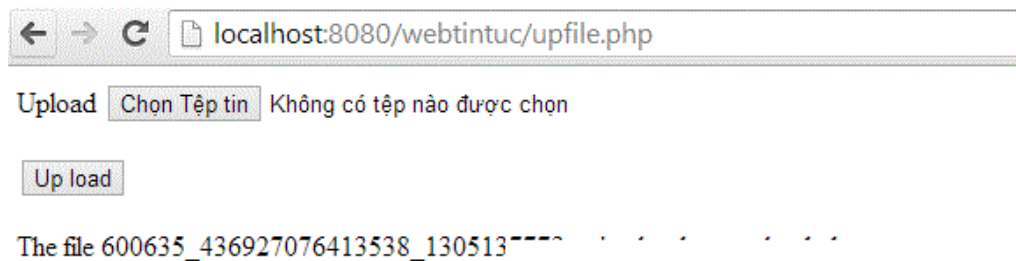 localhost:8080/webtintuc/upfile.php
Upload Chọn Tệp tin Không có tệp nào được chọn
Up load
The file